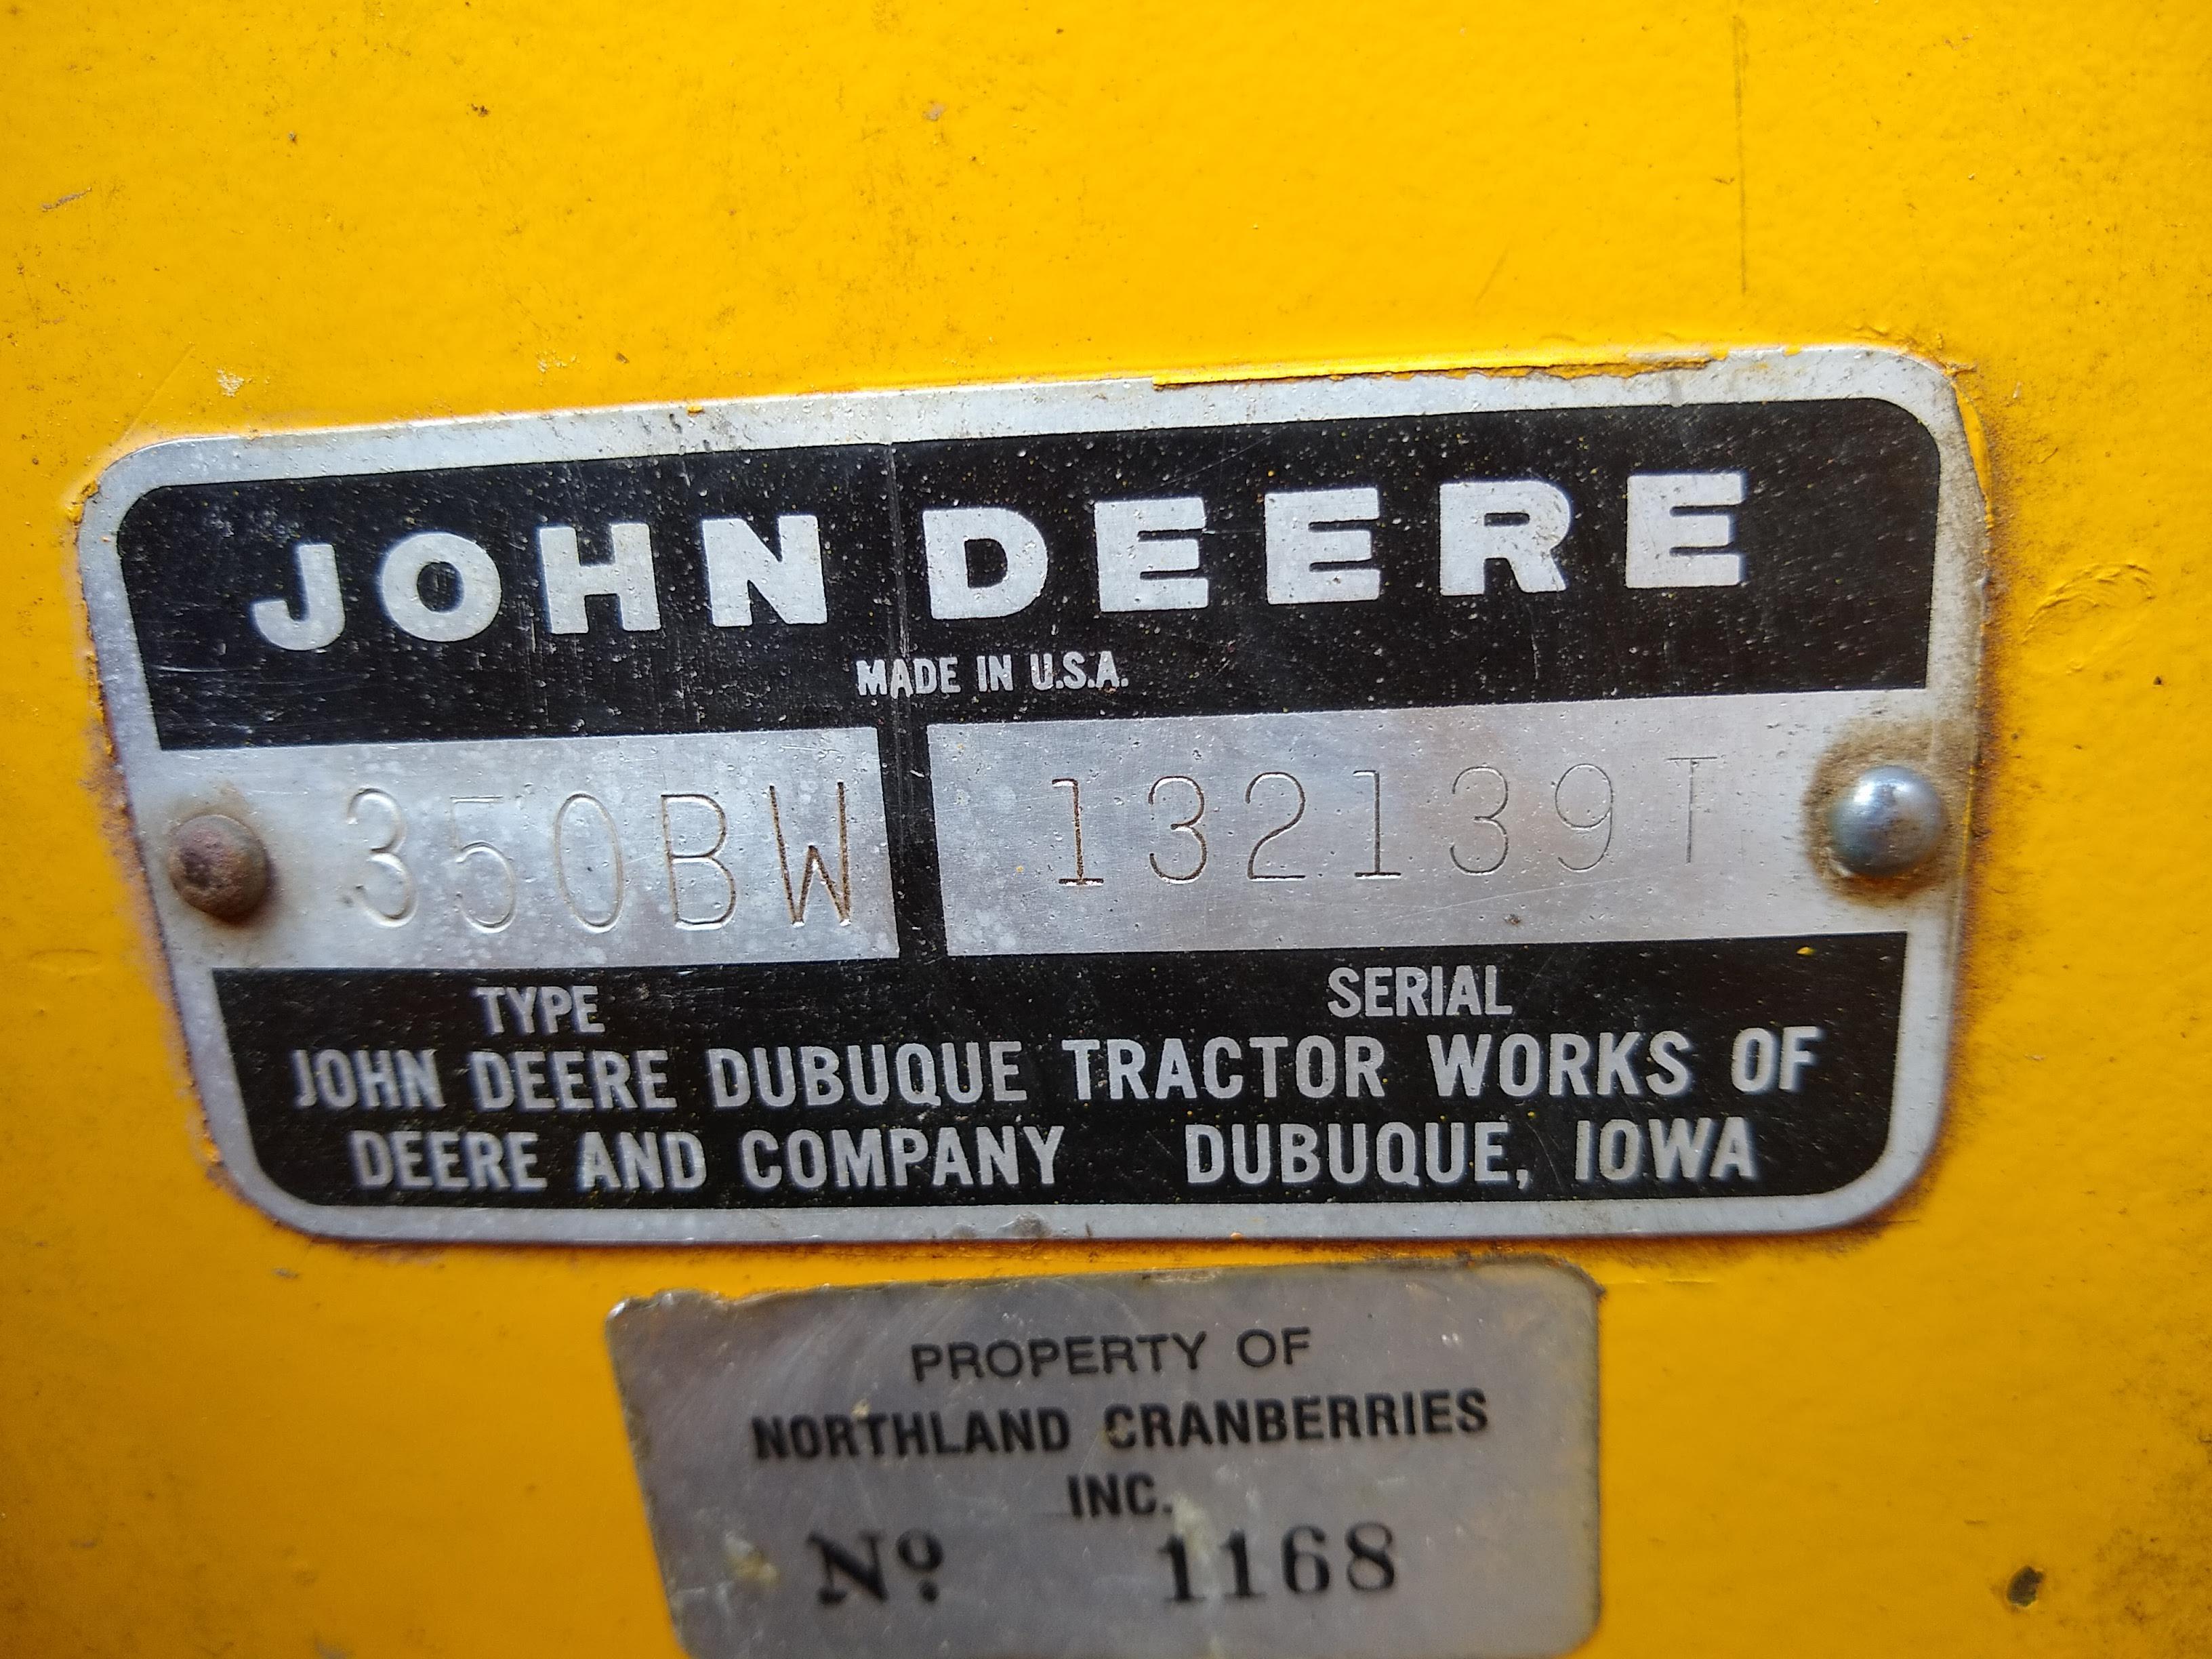 JOHN DEERE
MADE IN U.S.A.
350BW 132139T
TYPE SERIAL
JOHN DEERE DUBUQUE TRACTOR WORKS OF
DEERE AND COMPANY DUBUQUE, IOWA
PROPERTY OF
NORTHLAND CRANBERRIES
INC.
Nº 1168